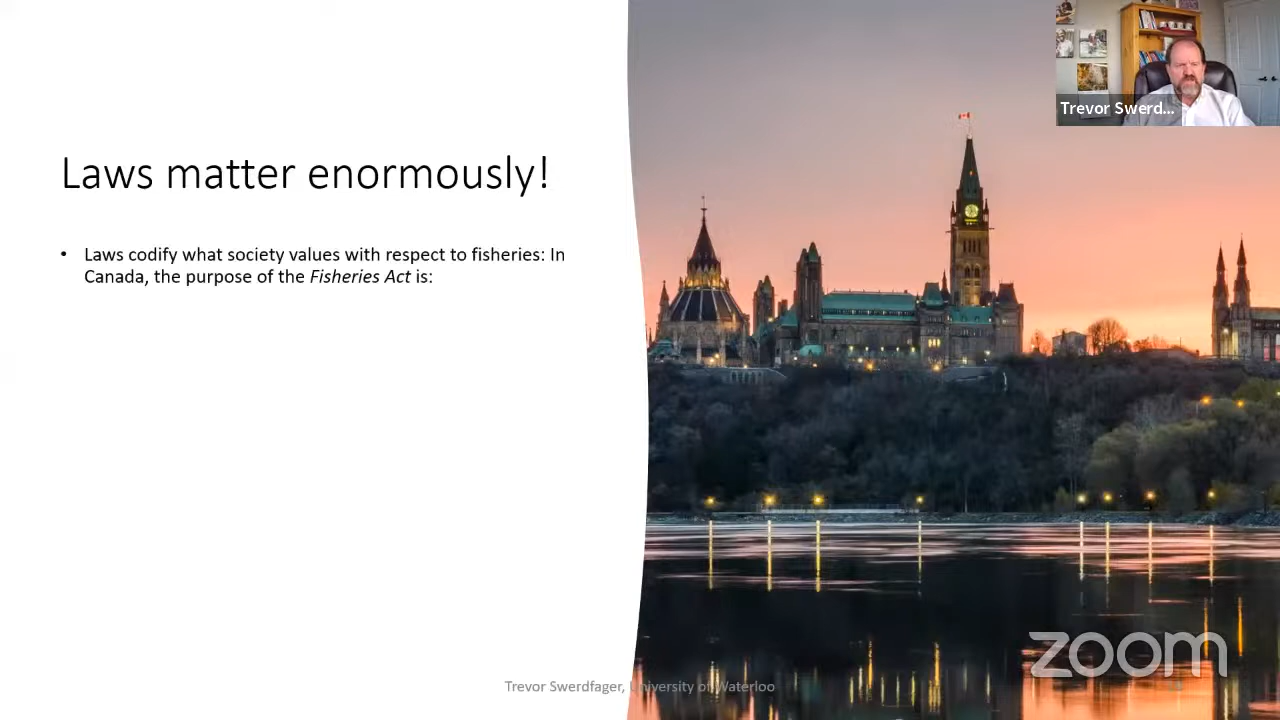 Laws matter enormously!
• Laws codify what society values with respect to fisheries: In
Canada, the purpose of the Fisheries Act is:
Trevor Swerd...
zoom
Trevor Swerdfager, University of Waterloo